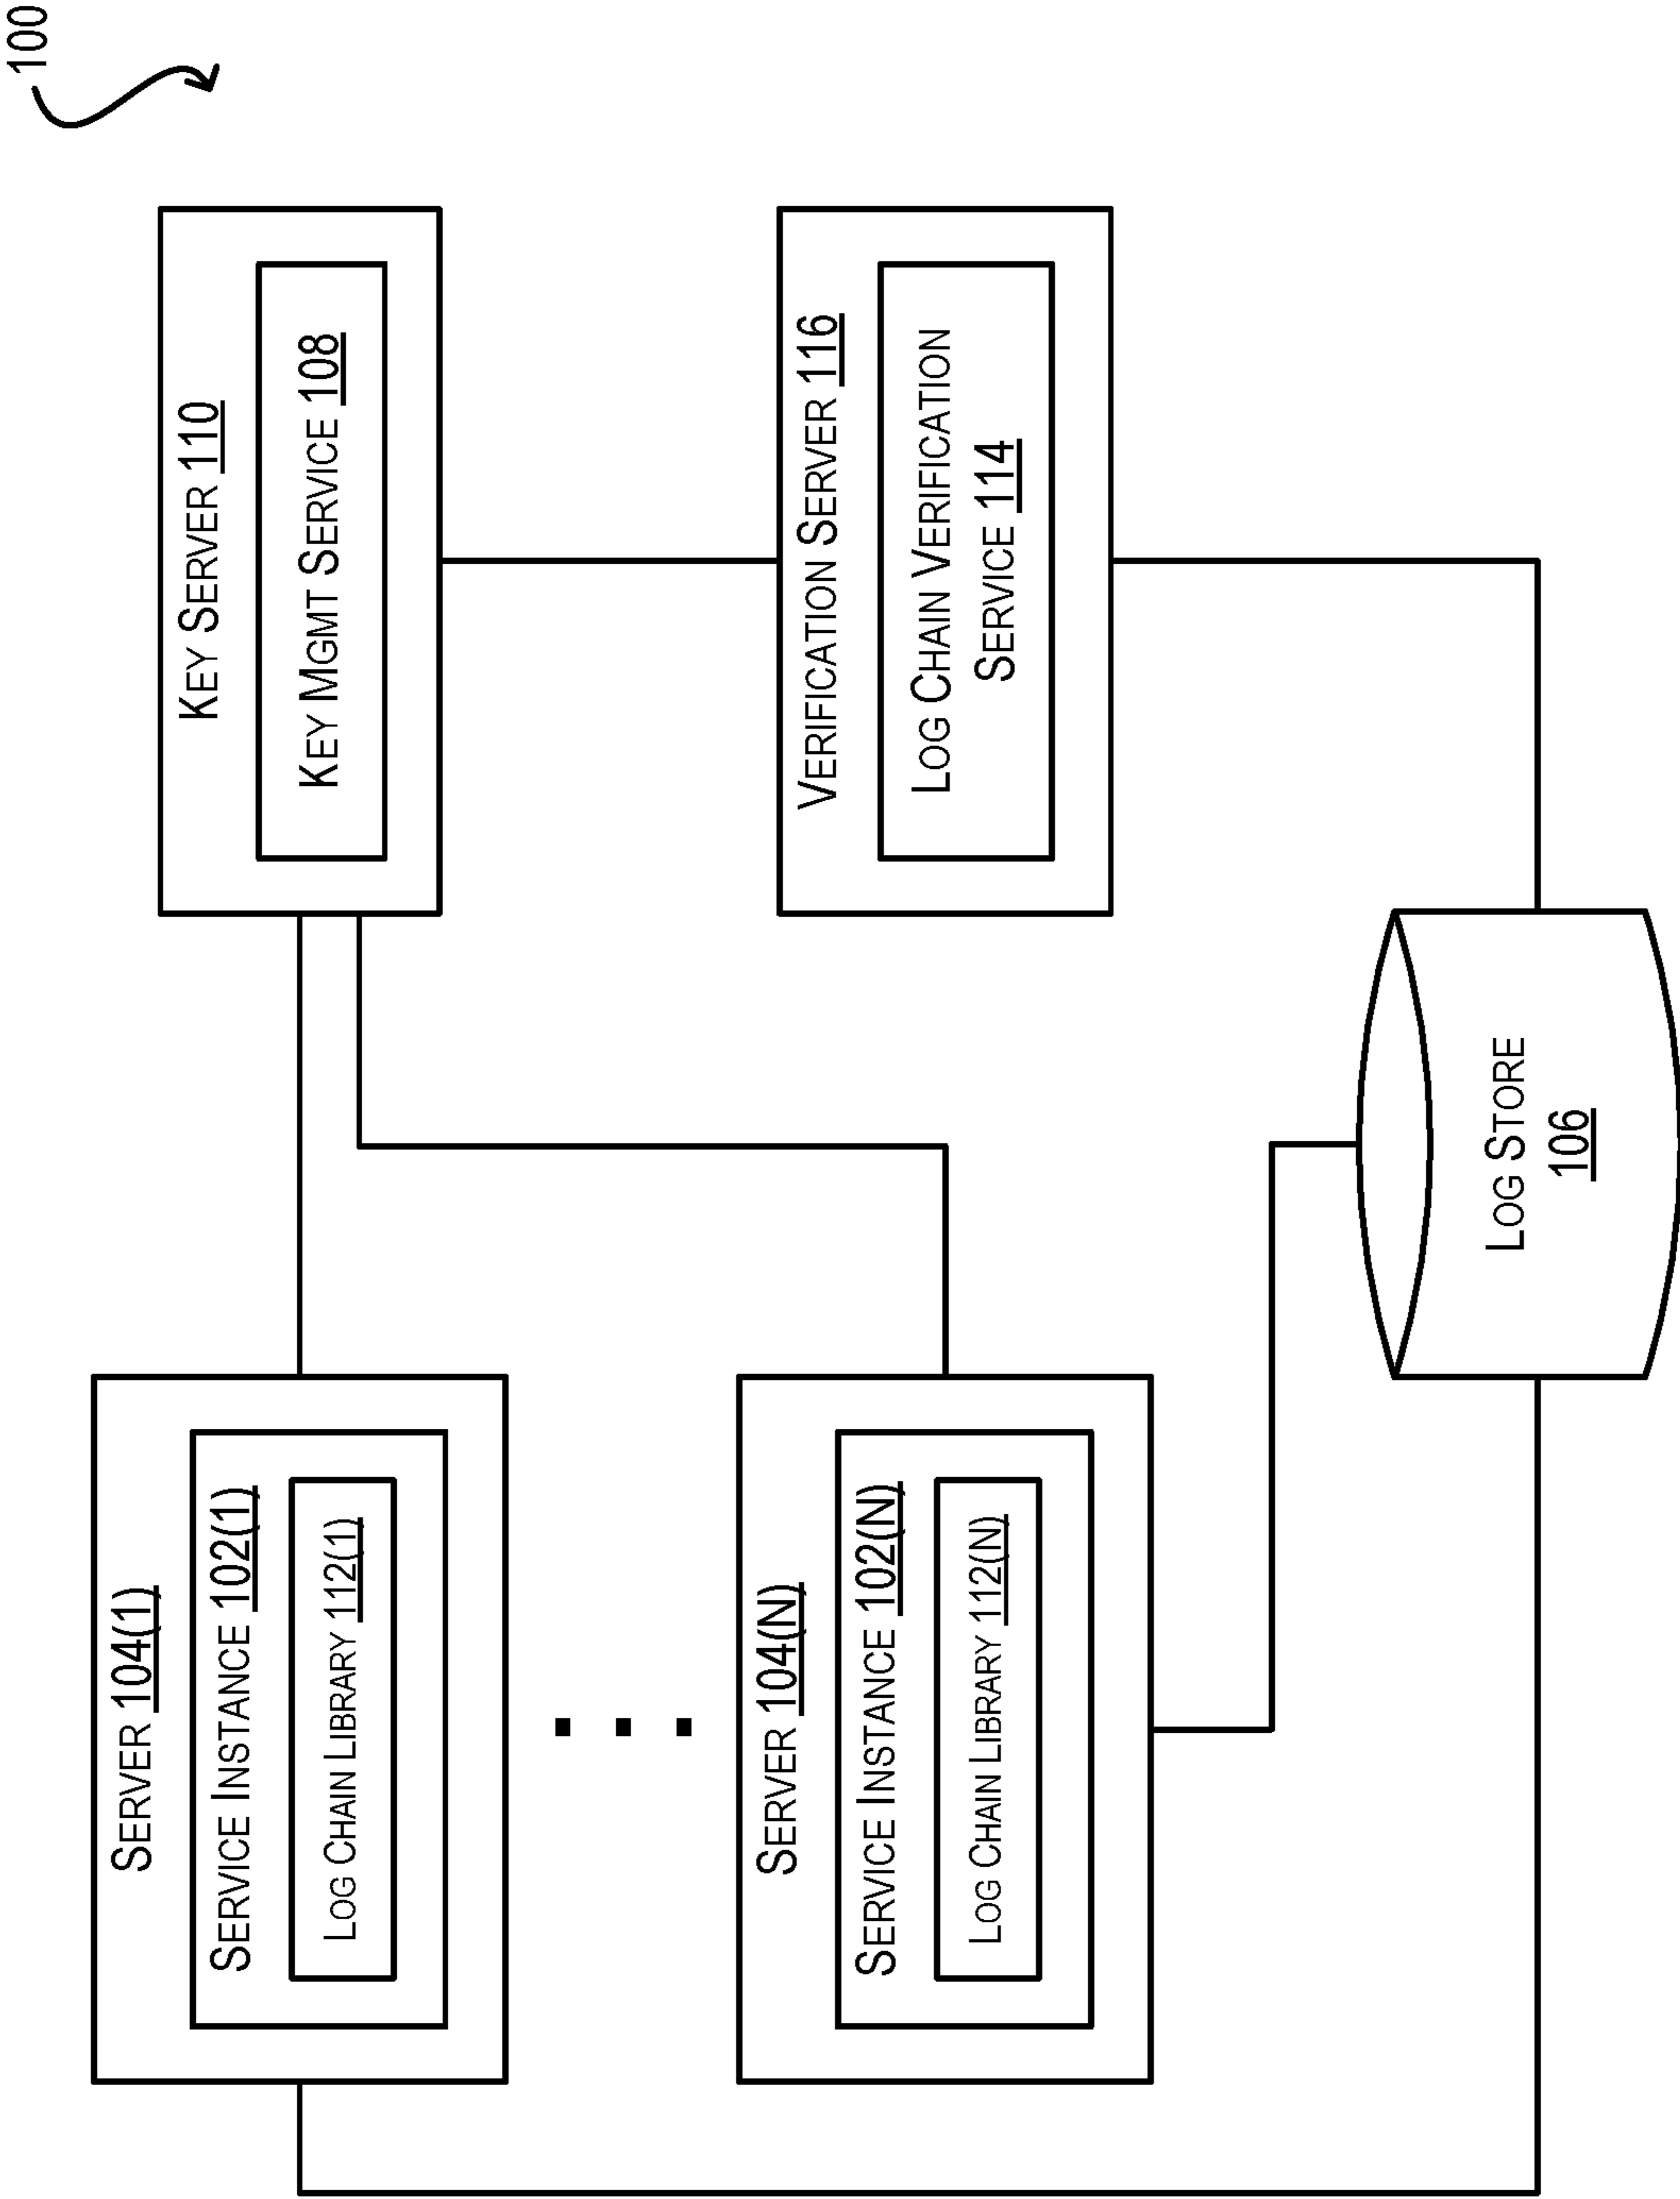 100
Server 104(1)
Service Instance 102(1)
Log Chain Library 112(1)
Server 104(N)
Service Instance 102(N)
Log Chain Library 112(N)
Key Server 110
Key Mgmt Service 108
Verification Server 116
Log Chain Verification
Service 114
Log Store
106